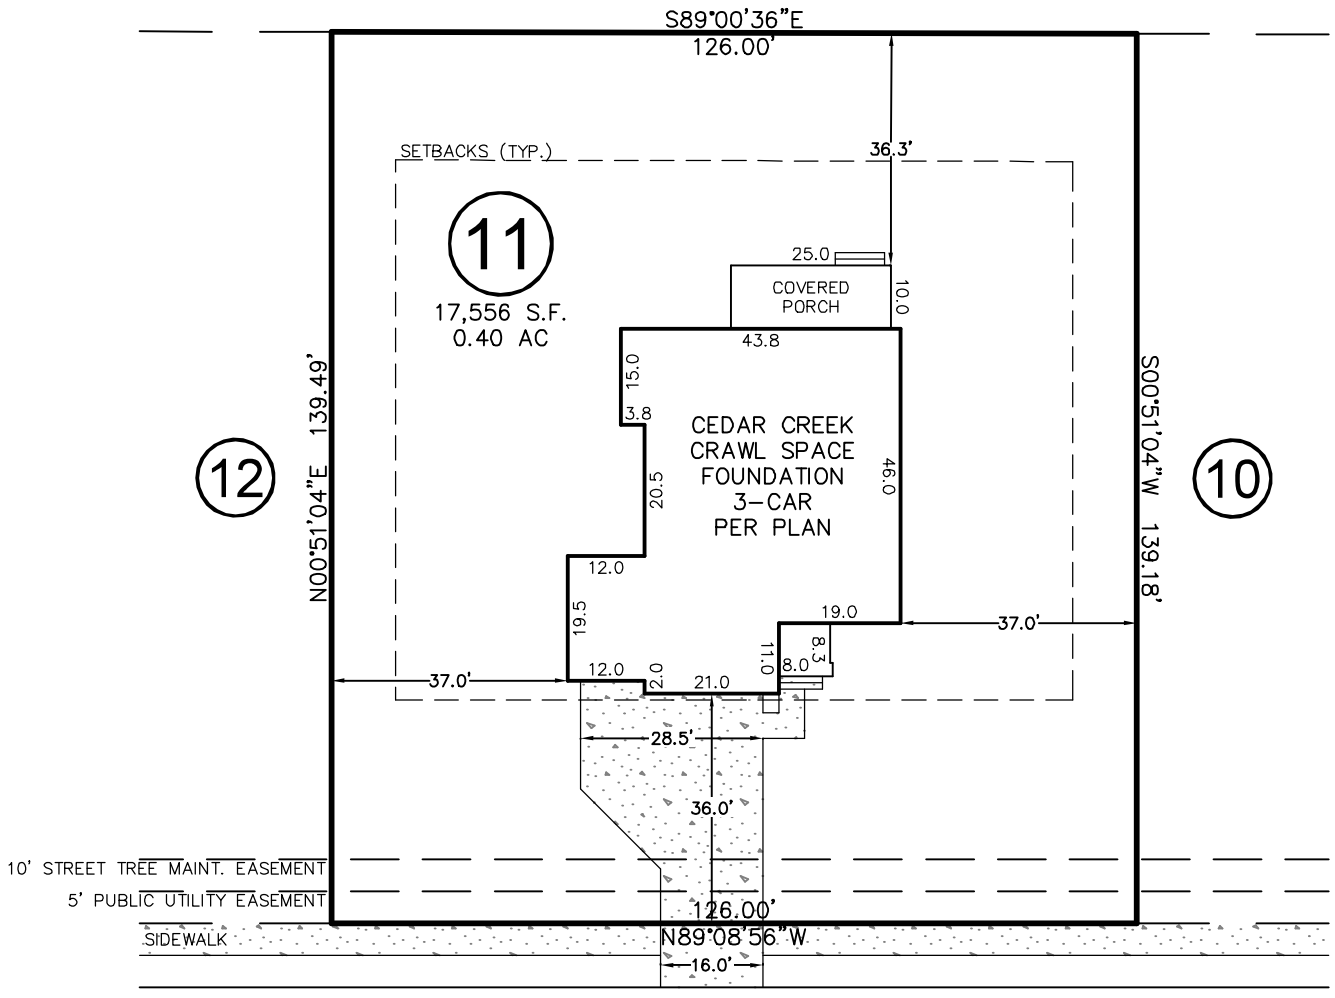 S89°00'36"E
126.00'
36.3'
SETBACKS (TYP.)
11
17,556 S.F.
0.40 AC
25.0
COVERED
PORCH
10.0
43.8
15.0
3.8
N00°51'04"E 139.49'
S00°51'04"W 139.18'
CEDAR CREEK
CRAWL SPACE
FOUNDATION
3-CAR
PER PLAN
12
10
20.5
46.0
12.0
19.5
19.0
37.0'
11.0
8.3
8.0
12.0
2.0
21.0
37.0'
28.5'
36.0'
10' STREET TREE MAINT. EASEMENT
5' PUBLIC UTILITY EASEMENT
126.00'
SIDEWALK
N89°08'56"W
16.0'